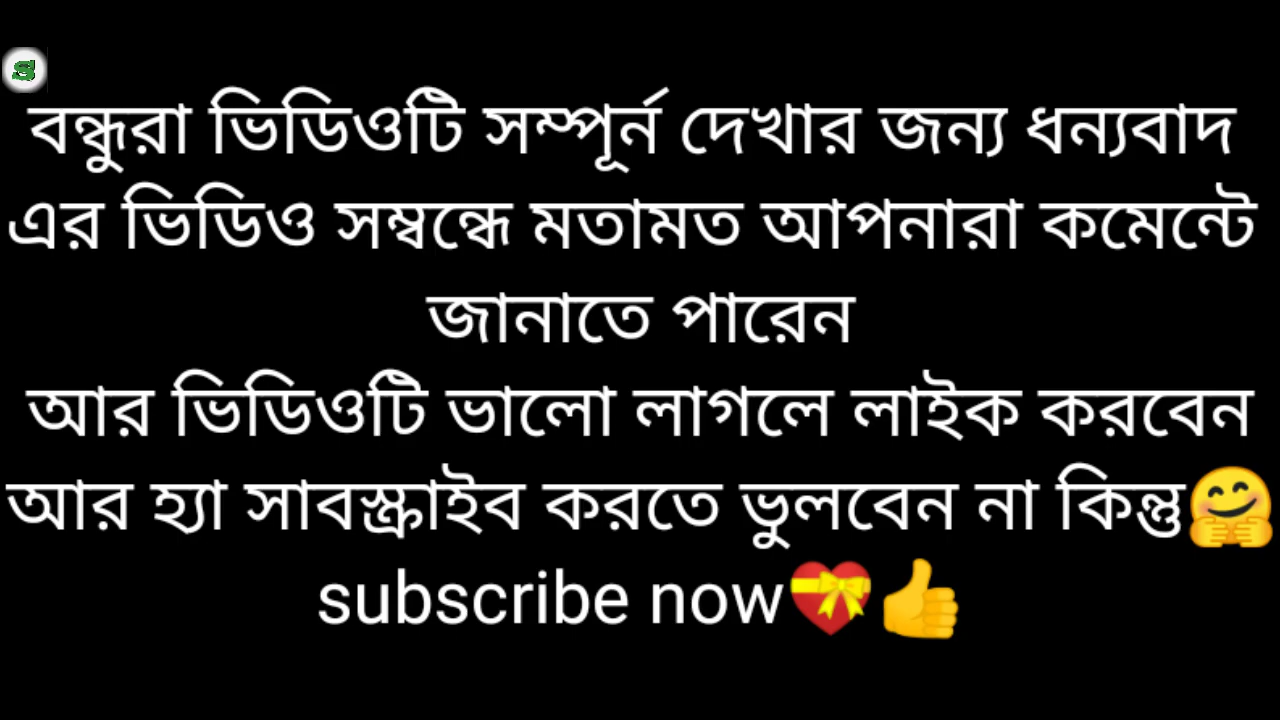 S
বন্ধুরা ভিডিওটি সম্পূর্ন দেখার জন্য ধন্যবাদ
এর ভিডিও সম্বন্ধে মতামত আপনারা কমেন্টে
জানাতে পারেন
আর ভিডিওটি ভালো লাগলে লাইক করবেন
আর হ্যা সাবস্ক্রাইব করতে ভুলবেন না কিন্তু🤗
subscribe now💝👍